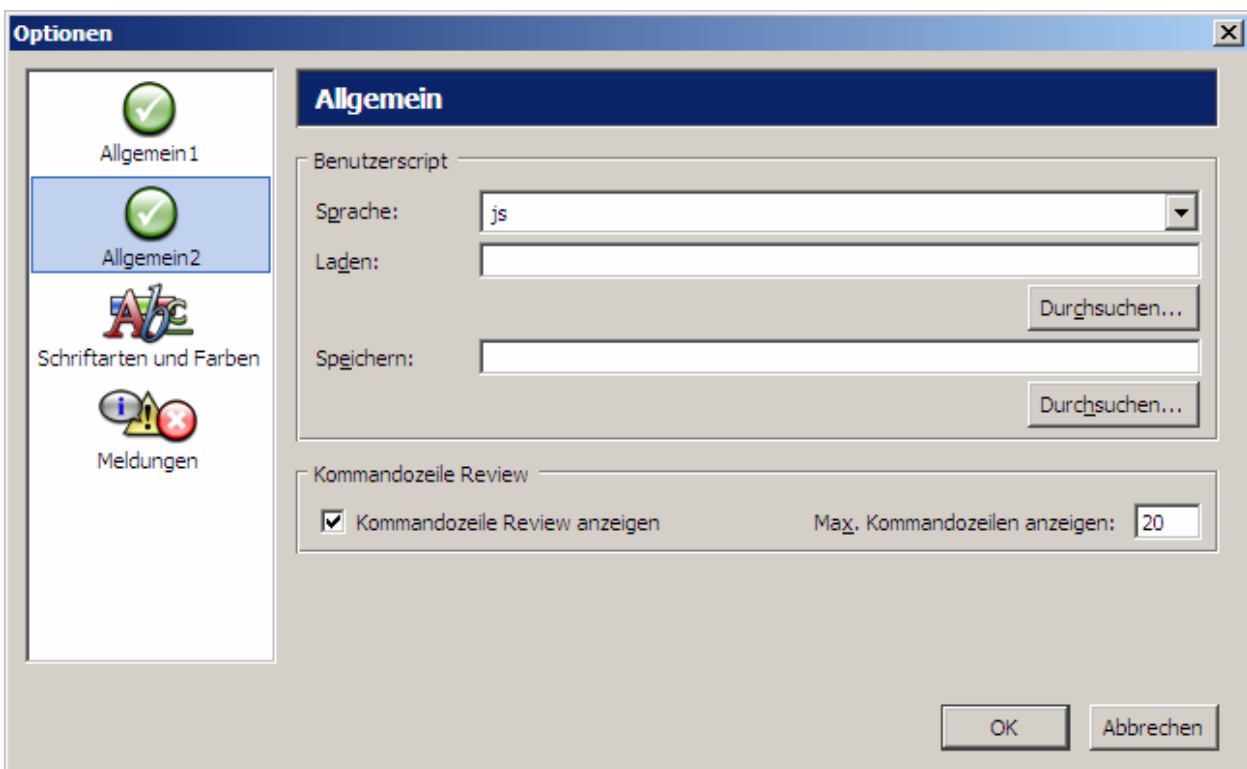 Optionen
Allgemein1
Allgemein2
Schriftarten und Farben
Meldungen
Allgemein
Benutzerscript
Sprache: js
Laden:
Durchsuchen...
Speichern:
Durchsuchen...
Kommandozeile Review
Kommandozeile Review anzeigen Max. Kommandozeilen anzeigen: 20
OK Abbrechen